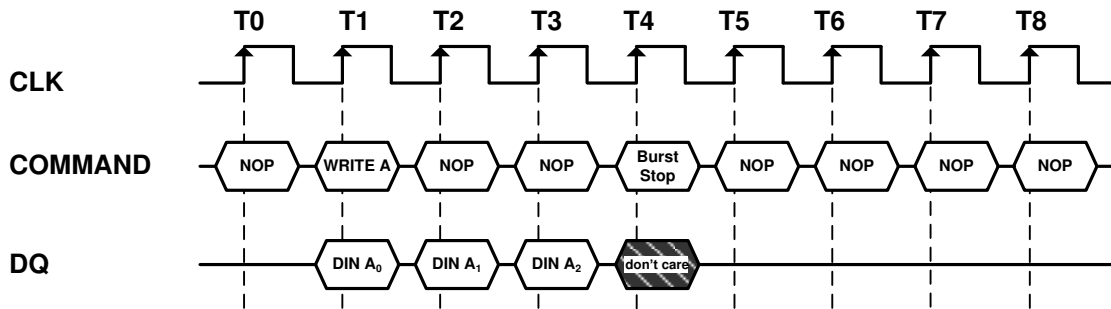 T0 T1 T2 T3 T4 T5 T6 T7 T8
CLK
COMMAND NOP WRITE A NOP NOP Burst Stop NOP NOP NOP NOP
DQ DIN A₀ DIN A₁ DIN A₂ don't care